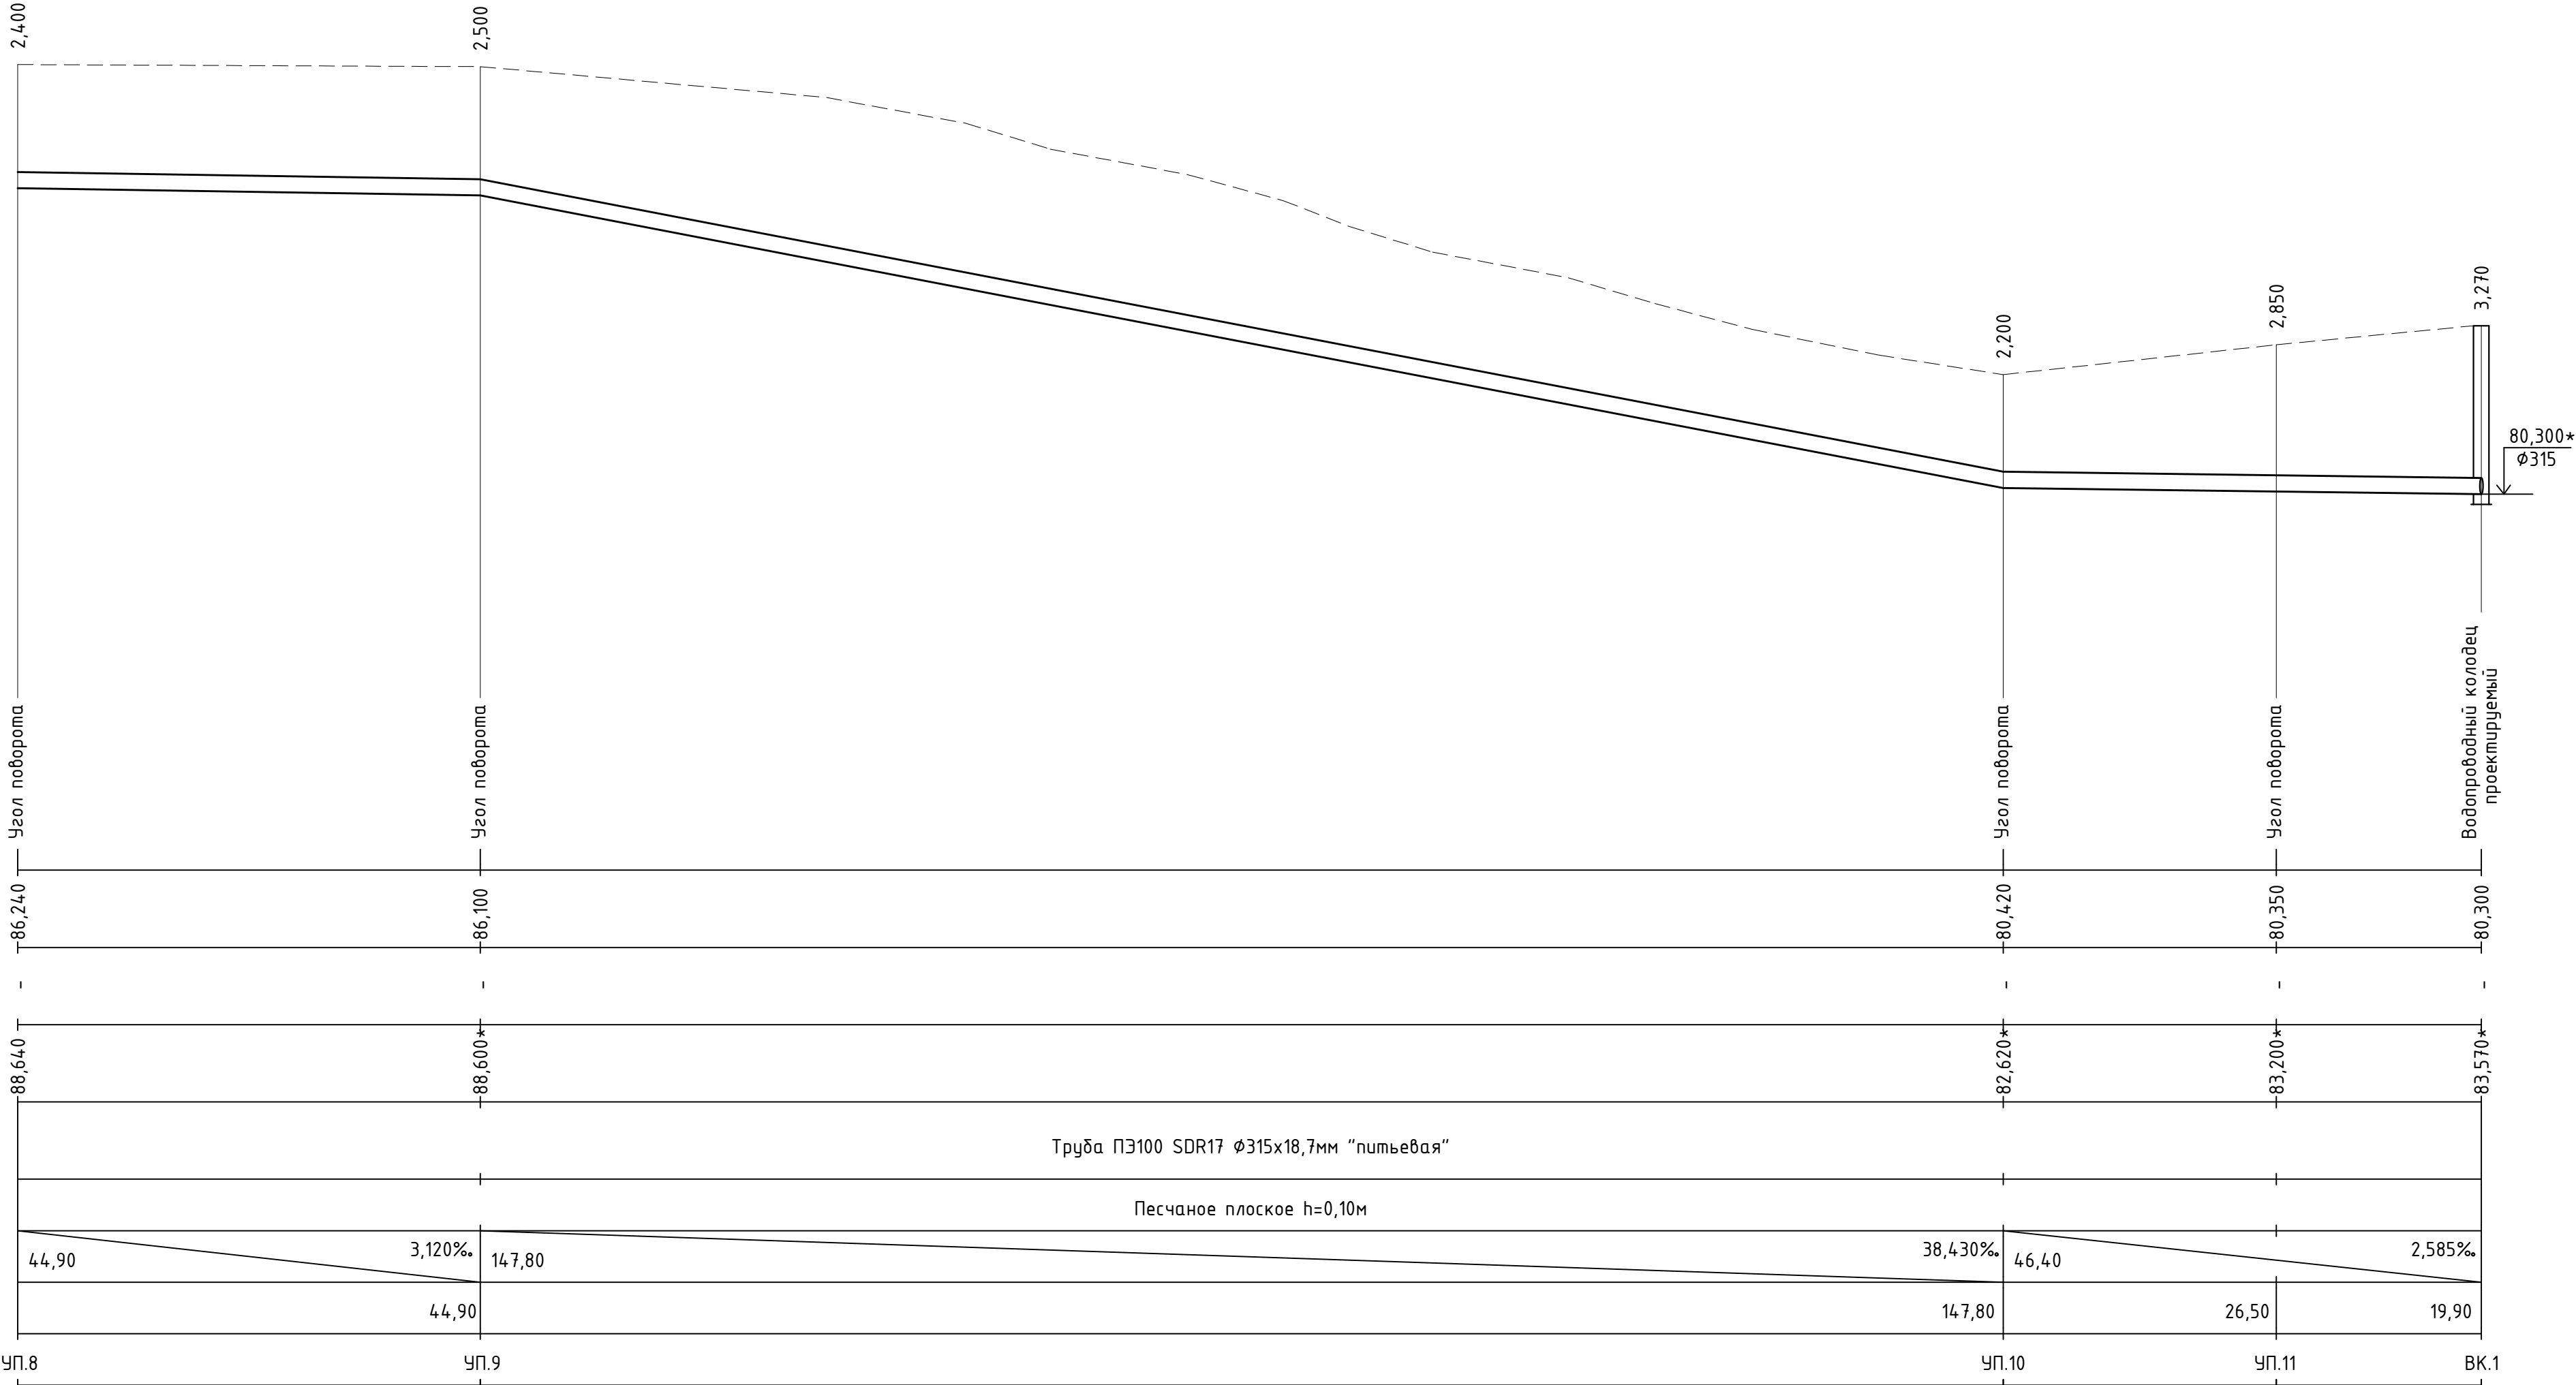 2,400
2,500
2,200
2,850
3,270
80,300*
Ø315
Угол поворота
Угол поворота
Угол поворота
Угол поворота
Водопроводный колодец
проектируемый
86,240
86,100
80,420
80,350
80,300
-
-
-
-
-
88,640
88,600*
82,620*
83,200*
83,570*
Труба ПЭ100 SDR17 Ø315x18,7мм "питьевая"
Песчаное плоское h=0,10м
44,90
3,120‰
147,80
38,430‰
46,40
2,585‰
44,90
147,80
26,50
19,90
УП.8
УП.9
УП.10
УП.11
ВК.1